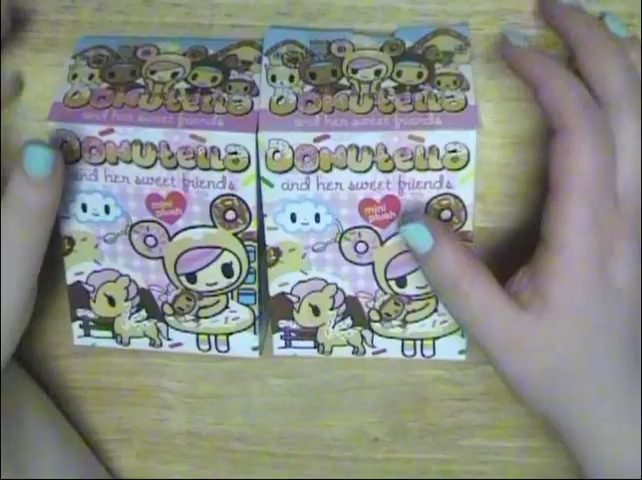 Donutella
and her sweet friends
Donutella
and her sweet friends
mini
plush
Donutella
and her sweet friends
Donutella
and her sweet friends
mini
plush